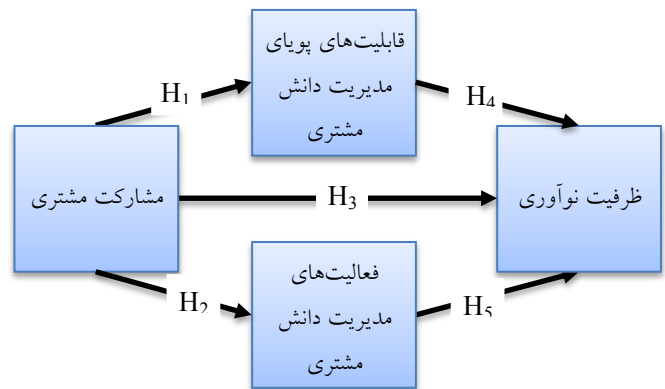 قابلیت‌های پویای
مدیریت دانش
مشتری
H1
H4
مشارکت مشتری
H3
ظرفیت نوآوری
فعالیت‌های
مدیریت دانش
مشتری
H2
H5